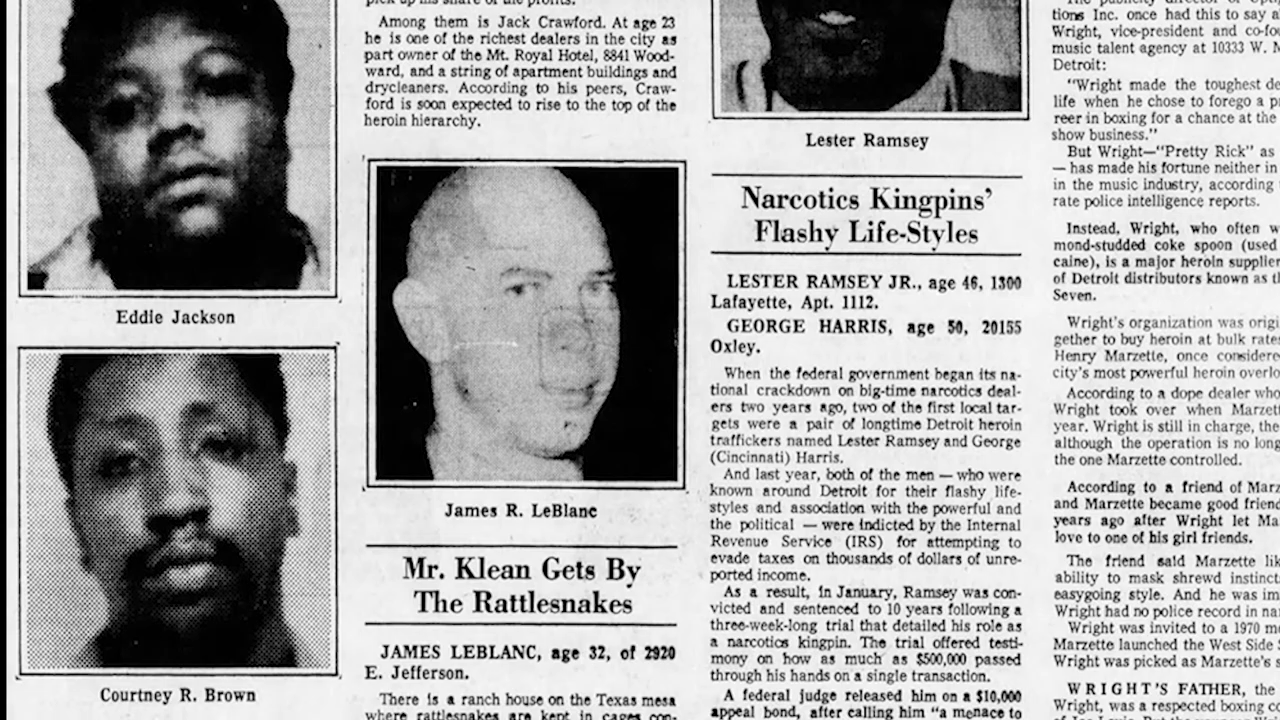 Eddie Jackson
Courtney R. Brown
pick up his share of the profits.
Among them is Jack Crawford. At age 23
he is one of the richest dealers in the city as
part owner of the Mt. Royal Hotel, 8841 Wood-
ward, and a string of apartment buildings and
drycleaners. According to his peers, Craw-
ford is soon expected to rise to the top of the
heroin hierarchy.
James R. LeBlanc
Mr. Klean Gets By
The Rattlesnakes
JAMES LEBLANC, age 32, of 2920
E. Jefferson.
There is a ranch house on the Texas mesa
where rattlesnakes are kept in cages con-
Lester Ramsey
Narcotics Kingpins'
Flashy Life-Styles
LESTER RAMSEY JR., age 46, 1300
Lafayette, Apt. 1112.
GEORGE HARRIS, age 50, 20155
Oxley.
When the federal government began its na-
tional crackdown on big-time narcotics deal-
ers two years ago, two of the first local tar-
gets were a pair of longtime Detroit heroin
traffickers named Lester Ramsey and George
(Cincinnati) Harris.
And last year, both of the men — who were
known around Detroit for their flashy life-
styles and association with the powerful and
the political — were indicted by the Internal
Revenue Service (IRS) for attempting to
evade taxes on thousands of dollars of unre-
ported income.
As a result, in January, Ramsey was con-
victed and sentenced to 10 years following a
three-week-long trial that detailed his role as
a narcotics kingpin. The trial offered testi-
mony on how as much as $500,000 passed
through his hands on a single transaction.
A federal judge released him on a $10,000
appeal bond, after calling him "a menace to
The publicity director of
tions Inc. once had this to say a
Wright, vice-president and co-fo
music talent agency at 10333 W.
Detroit:
"Wright made the toughest de
life when he chose to forego a p
reer in boxing for a chance at the
show business."
But Wright—"Pretty Rick" as
— has made his fortune neither in
in the music industry, according
rate police intelligence reports.
Instead, Wright, who often w
mond-studded coke spoon (used
caine), is a major heroin supplier
of Detroit distributors known as th
Seven.
Wright's organization was origi
gether to buy heroin at bulk rates
Henry Marzette, once considere
city's most powerful heroin overlo
According to a dope dealer who
Wright took over when Marzet
year. Wright is still in charge, the
although the operation is no long
the one Marzette controlled.
According to a friend of Marz
and Marzette became good frienc
years ago after Wright let Ma
love to one of his girl friends.
The friend said Marzette lik
ability to mask shrewd instinct
easygoing style. And he was im
Wright had no police record in na
Wright was invited to a 1970 m
Marzette launched the West Side
Wright was picked as Marzette's s
WRIGHT'S FATHER, the
Wright, was a respected boxing co